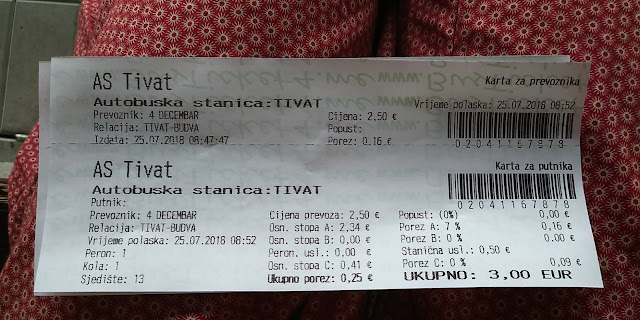 AS Tivat
Karta za prevoznika
Autobuska stanica:TIVAT
Vrijeme polaska: 25.07.2018 08:52
Prevoznik: 4 DECEMBAR
Cijena: 2,50 €
Relacija: TIVAT-BUDVA
Popust:
Izdata: 25.07.2018 08:47:47
Porez: 0,16 €
02041167878
AS Tivat
Karta za putnika
Autobuska stanica:TIVAT
Putnik:
02041167878
Prevoznik: 4 DECEMBAR
Cijena prevoza: 2,50 €
Popust: (0%) 0,00 €
Relacija: TIVAT-BUDVA
Osn. stopa A: 2,34 €
Porez A: 7 % 0,16 €
Vrijeme polaska: 25.07.2018 08:52
Osn. stopa B: 0,00 €
Porez B: 0 % 0.00 €
Peron: 1
Peron. usl.: 0,00 €
Stanična usl.: 0,50 €
Kola: 1
Osn. stopa C: 0,41 €
Porez C: 0 % 0,09 €
Sjedište: 13
Ukupno porez: 0,25 €
UKUPNO: 3,00 EUR